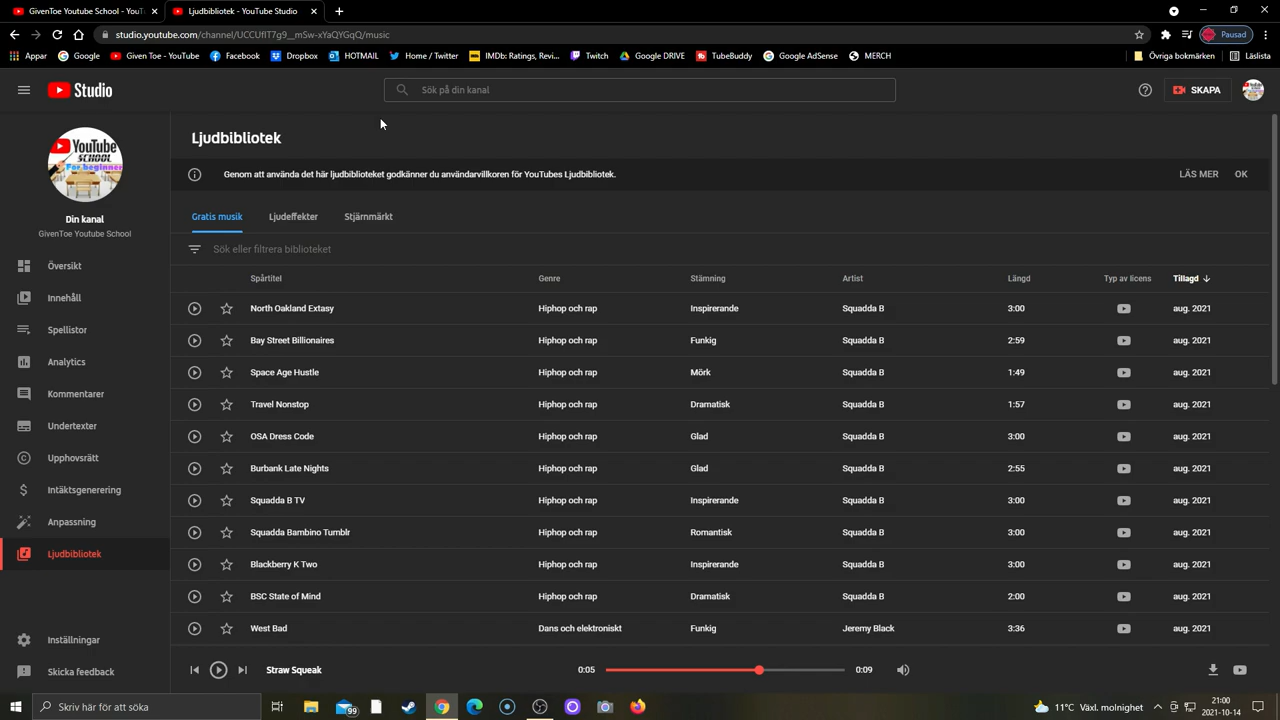 GivenToe Youtube School - YouTu
Ljudbibliotek - YouTube Studio
studio.youtube.com/channel/UCCUfIT7g9__mSw-xYaQYGqQ/music
Pausad
Appar
Google
Given Toe - YouTube
Facebook
Dropbox
HOTMAIL
Home / Twitter
IMDb: Ratings, Revi...
Twitch
Google DRIVE
TubeBuddy
Google AdSense
MERCH
Övriga bokmärken
Läslista
Studio
Sök på din kanal
SKAPA
YouTube
SCHOOL
For beginner
Din kanal
GivenToe Youtube School
Översikt
Innehåll
Spellistor
Analytics
Kommentarer
Undertexter
Upphovsrätt
Intäktsgenerering
Anpassning
Ljudbibliotek
Inställningar
Skicka feedback
Ljudbibliotek
Genom att använda det här ljudbiblioteket godkänner du användarvillkoren för YouTubes Ljudbibliotek.
LÄS MER OK
Gratis musik Ljudeffekter Stjärnmärkt
Sök eller filtrera biblioteket
Spårtitel Genre Stämning Artist Längd Typ av licens Tillagd
North Oakland Extasy Hiphop och rap Inspirerande Squadda B 3:00 aug. 2021
Bay Street Billionaires Hiphop och rap Funkig Squadda B 2:59 aug. 2021
Space Age Hustle Hiphop och rap Mörk Squadda B 1:49 aug. 2021
Travel Nonstop Hiphop och rap Dramatisk Squadda B 1:57 aug. 2021
OSA Dress Code Hiphop och rap Glad Squadda B 3:00 aug. 2021
Burbank Late Nights Hiphop och rap Glad Squadda B 2:55 aug. 2021
Squadda B TV Hiphop och rap Inspirerande Squadda B 3:00 aug. 2021
Squadda Bambino Tumblr Hiphop och rap Romantisk Squadda B 3:00 aug. 2021
Blackberry K Two Hiphop och rap Inspirerande Squadda B 3:00 aug. 2021
BSC State of Mind Hiphop och rap Dramatisk Squadda B 2:00 aug. 2021
West Bad Dans och elektroniskt Funkig Jeremy Black 3:36 aug. 2021
Straw Squeak 0:05 0:09
Skriv här för att söka
99
11°C Växl. molnighet
21:00
2021-10-14